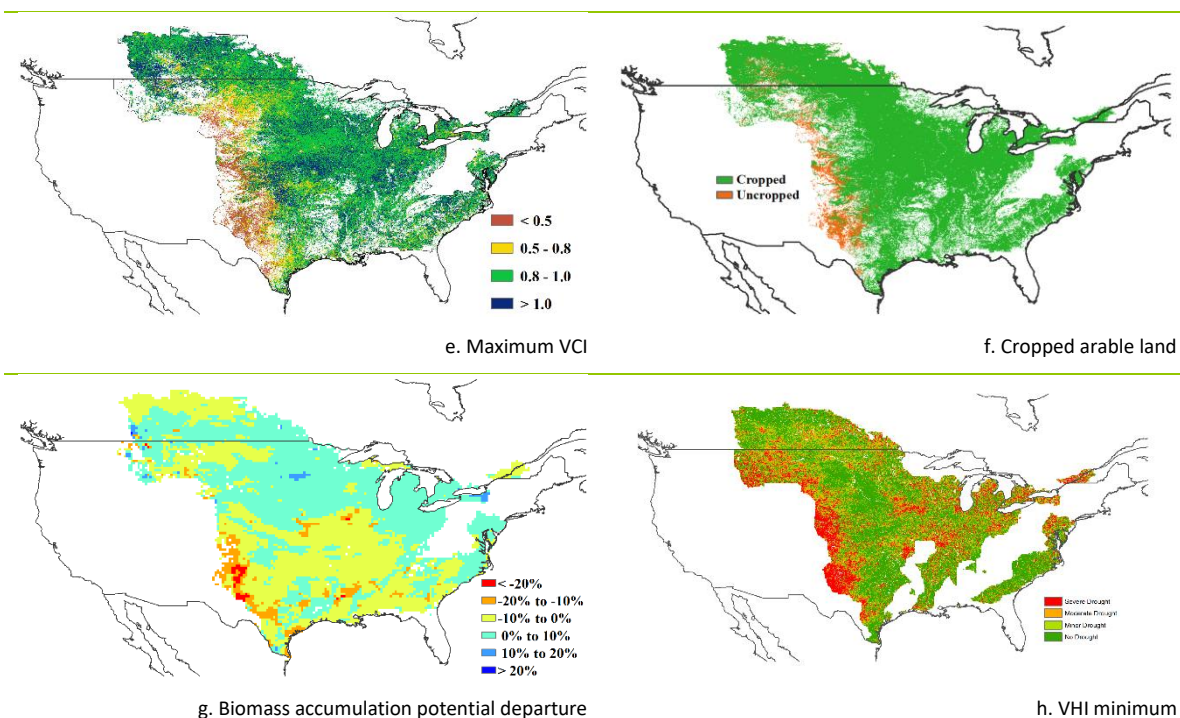 < 0.5
0.5 - 0.8
0.8 - 1.0
> 1.0
e. Maximum VCI
Cropped
Uncropped
f. Cropped arable land
< -20%
-20% to -10%
-10% to 0%
0% to 10%
10% to 20%
> 20%
g. Biomass accumulation potential departure
Severe Drought
Moderate Drought
Minor Drought
No Drought
h. VHI minimum